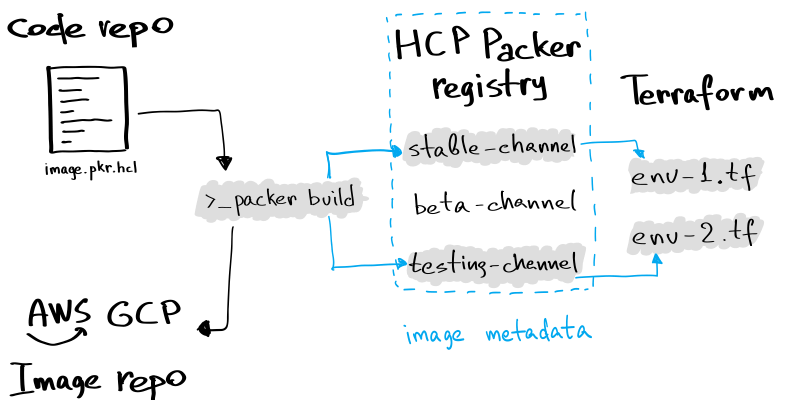 Code repo
image.pkr.hcl
>_packer build
AWS GCP
Image repo
HCP Packer
registry
stable-channel
beta-channel
testing-channel
image metadata
Terraform
env-1.tf
env-2.tf